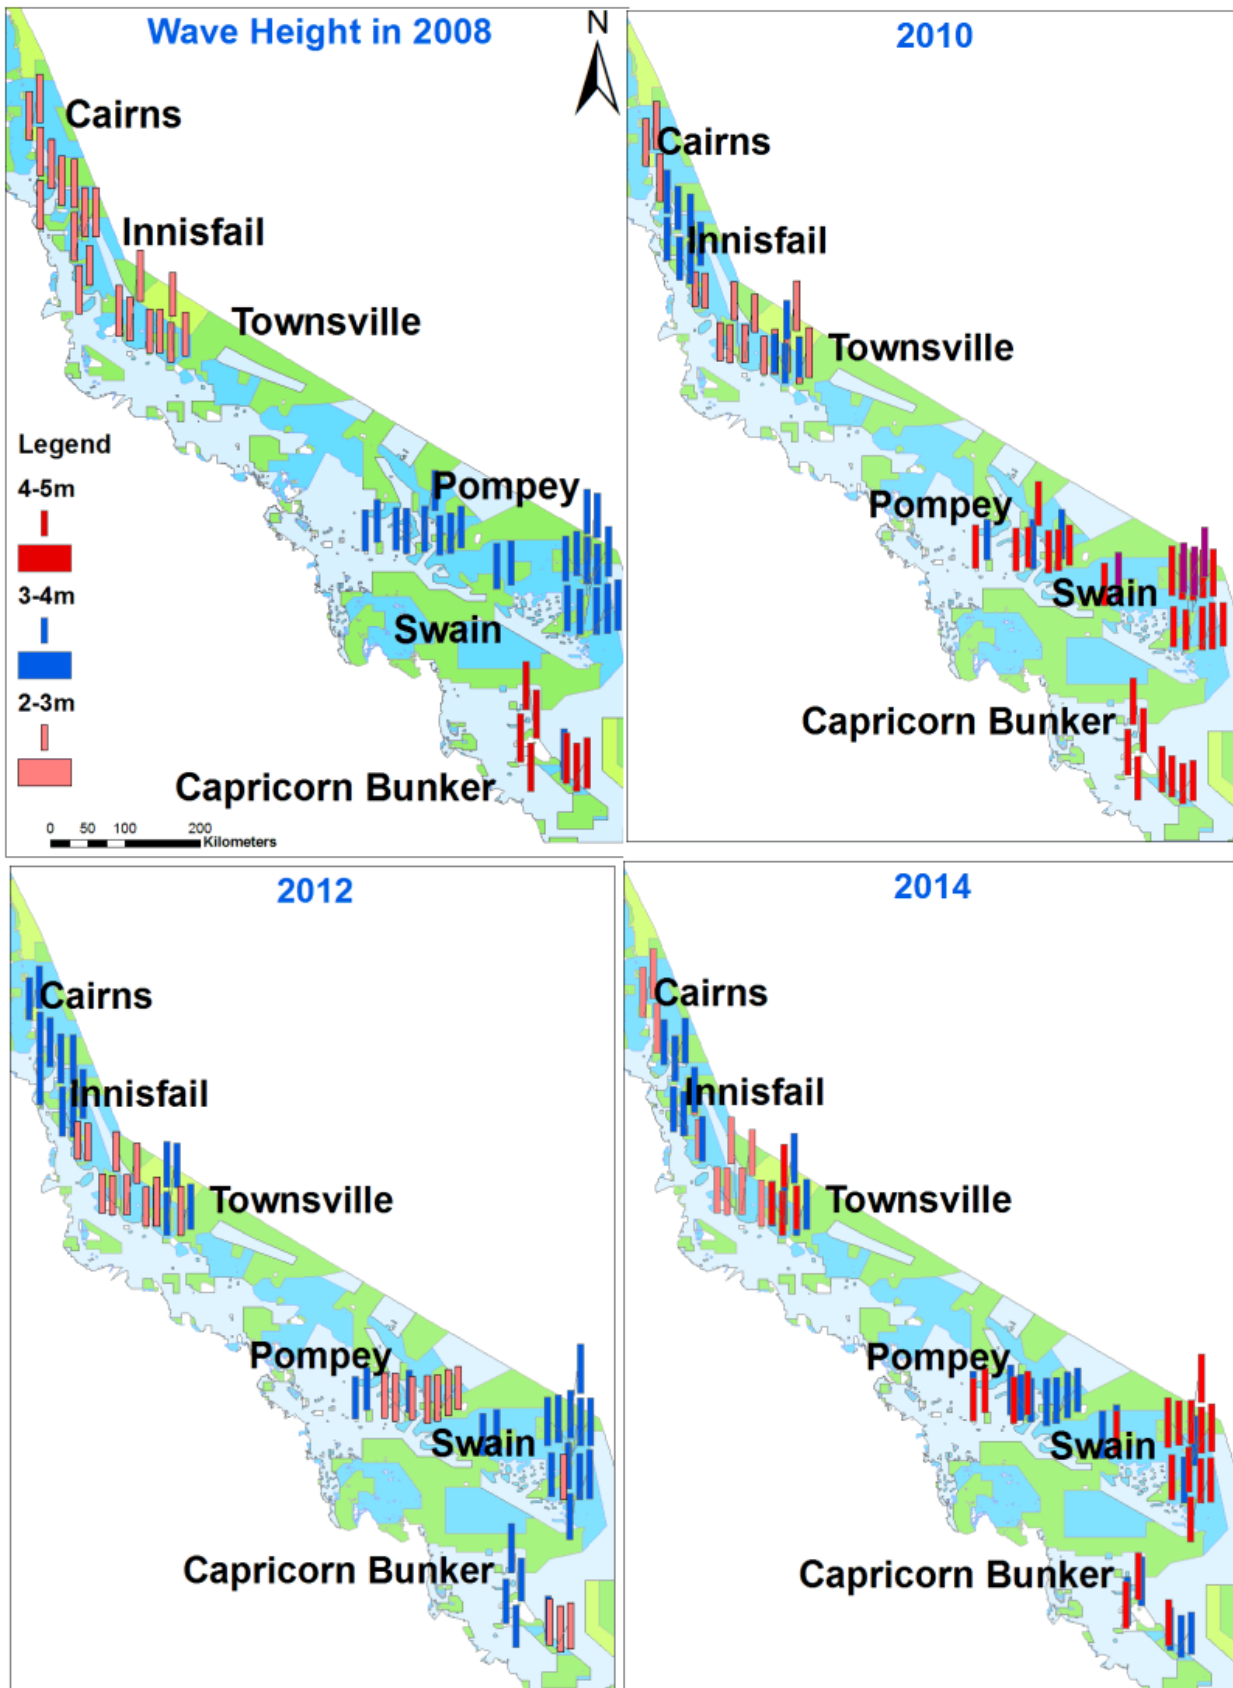 Wave Height in 2008
N
Cairns
Innisfail
Townsville
Pompey
Swain
Capricorn Bunker
Legend
4-5m
3-4m
2-3m
0 50 100 200
Kilometers
2010
Cairns
Innisfail
Townsville
Pompey
Swain
Capricorn Bunker
2012
Cairns
Innisfail
Townsville
Pompey
Swain
Capricorn Bunker
2014
Cairns
Innisfail
Townsville
Pompey
Swain
Capricorn Bunker